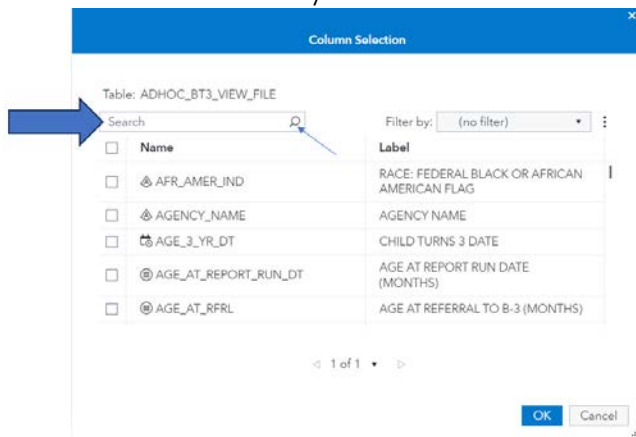 Column Selection
Table: ADHOC_BT3_VIEW_FILE
Search Filter by: (no filter)
Name Label
AFR_AMER_IND RACE: FEDERAL BLACK OR AFRICAN
AMERICAN FLAG
AGENCY_NAME AGENCY NAME
AGE_3_YR_DT CHILD TURNS 3 DATE
AGE_AT_REPORT_RUN_DT AGE AT REPORT RUN DATE
(MONTHS)
AGE_AT_RFRL AGE AT REFERRAL TO B-3 (MONTHS)
1 of 1
OK Cancel